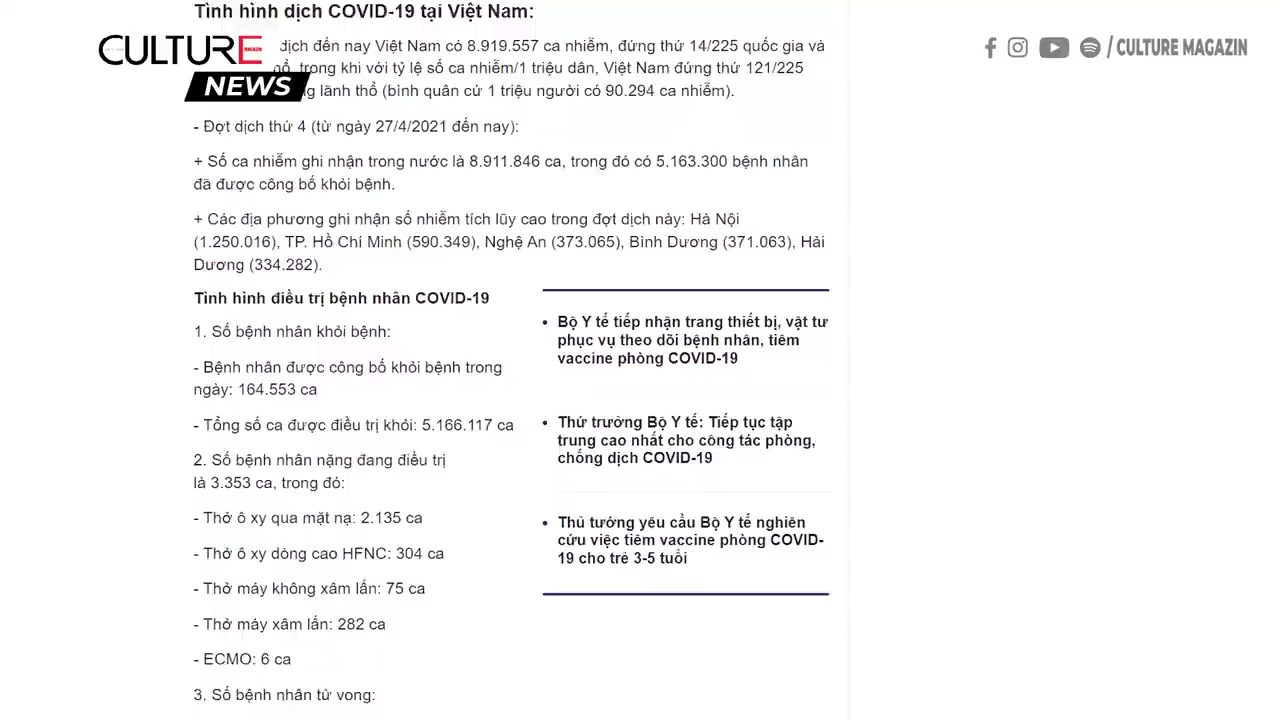 Tình hình dịch COVID-19 tại Việt Nam:
CULTURE
NEWS
/ CULTURE MAGAZIN
dịch đến nay Việt Nam có 8.919.557 ca nhiễm, đứng thứ 14/225 quốc gia và
trong khi với tỷ lệ số ca nhiễm/1 triệu dân, Việt Nam đứng thứ 121/225
lãnh thổ (bình quân cứ 1 triệu người có 90.294 ca nhiễm).
- Đợt dịch thứ 4 (từ ngày 27/4/2021 đến nay):
+ Số ca nhiễm ghi nhận trong nước là 8.911.846 ca, trong đó có 5.163.300 bệnh nhân
đã được công bố khỏi bệnh.
+ Các địa phương ghi nhận số nhiễm tích lũy cao trong đợt dịch này: Hà Nội
(1.250.016), TP. Hồ Chí Minh (590.349), Nghệ An (373.065), Bình Dương (371.063), Hải
Dương (334.282).
Tình hình điều trị bệnh nhân COVID-19
1. Số bệnh nhân khỏi bệnh:
- Bệnh nhân được công bố khỏi bệnh trong
ngày: 164.553 ca
- Tổng số ca được điều trị khỏi: 5.166.117 ca
2. Số bệnh nhân nặng đang điều trị
là 3.353 ca, trong đó:
- Thở ô xy qua mặt nạ: 2.135 ca
- Thở ô xy dòng cao HFNC: 304 ca
- Thở máy không xâm lấn: 75 ca
- Thở máy xâm lấn: 282 ca
- ECMO: 6 ca
3. Số bệnh nhân tử vong:
• Bộ Y tế tiếp nhận trang thiết bị, vật tư
phục vụ theo dõi bệnh nhân, tiêm
vaccine phòng COVID-19
• Thứ trưởng Bộ Y tế: Tiếp tục tập
trung cao nhất cho công tác phòng,
chống dịch COVID-19
• Thủ tướng yêu cầu Bộ Y tế nghiên
cứu việc tiêm vaccine phòng COVID-
19 cho trẻ 3-5 tuổi